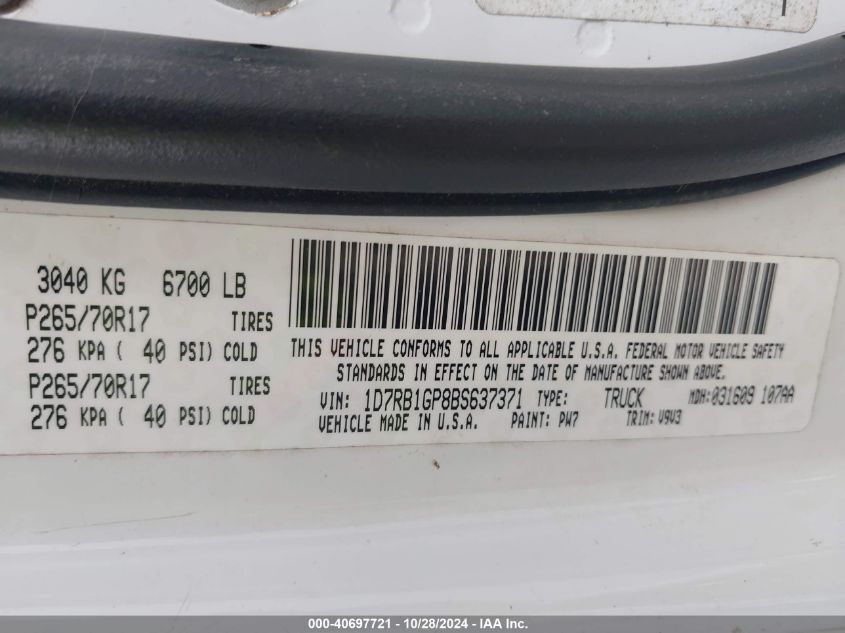 3040 KG 6700 LB
P265/70R17 TIRES
276 KPA ( 40 PSI) COLD
P265/70R17 TIRES
276 KPA ( 40 PSI) COLD
THIS VEHICLE CONFORMS TO ALL APPLICABLE U.S.A. FEDERAL MOTOR VEHICLE SAFETY
STANDARDS IN EFFECT ON THE DATE OF MANUFACTURE SHOWN ABOVE.
VIN: 1D7RB1GP8BS637371 TYPE: TRUCK MDH:031609 107AA
VEHICLE MADE IN U.S.A. PAINT: PW7 TRIM: V9V3
000-40697721 - 10/28/2024 - IAA Inc.